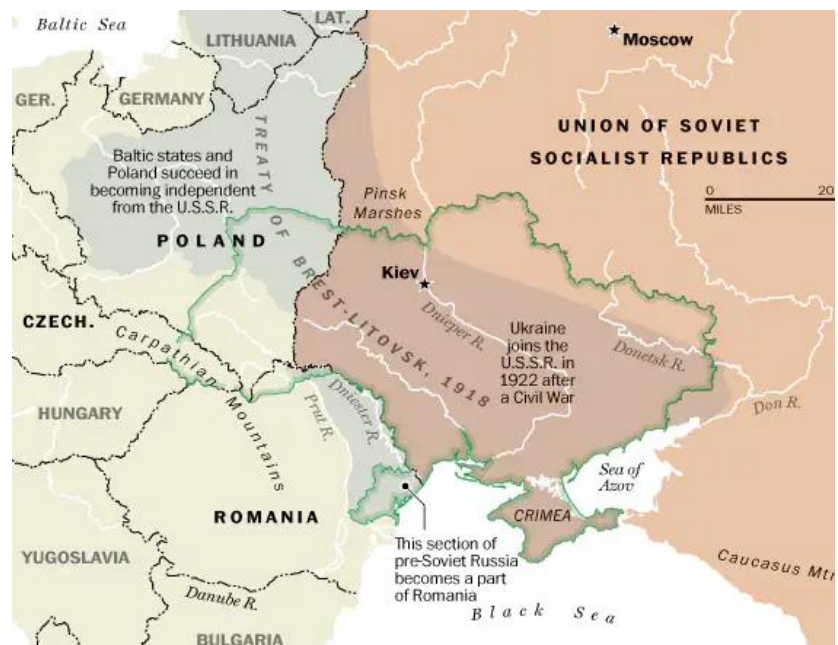 Baltic Sea
LAT.
LITHUANIA
Moscow
GER.
GERMANY
UNION OF SOVIET
SOCIALIST REPUBLICS
Baltic states and
Poland succeed in
becoming independent
from the U.S.S.R.
TREATY OF BREST-LITOVSK, 1918
Pinsk
Marshes
0 20
MILES
POLAND
Kiev
CZECH.
Carpathian Mountains
Dnieper R.
Ukraine
joins the
U.S.S.R. in
1922 after
a Civil War
Donetsk R.
Don R.
HUNGARY
Prut R.
Dniester R.
Sea of
Azov
ROMANIA
CRIMEA
This section of
pre-Soviet Russia
becomes a part
of Romania
YUGOSLAVIA
Caucasus Mtn
Danube R.
Black Sea
BULGARIA